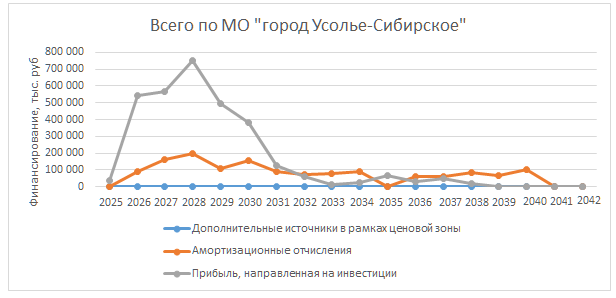 Всего по МО "город Усолье-Сибирское"
Финансирование, тыс. руб
800 000
700 000
600 000
500 000
400 000
300 000
200 000
100 000
0
2025 2026 2027 2028 2029 2030 2031 2032 2033 2034 2035 2036 2037 2038 2039 2040 2041 2042
Дополнительные источники в рамках ценовой зоны
Амортизационные отчисления
Прибыль, направленная на инвестиции